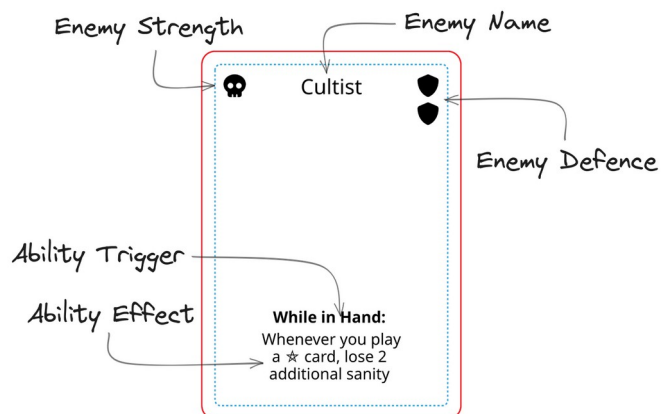 Enemy Strength
Enemy Name
Cultist
Enemy Defence
Ability Trigger
Ability Effect
While in Hand:
Whenever you play
a ⛤ card, lose 2
additional sanity